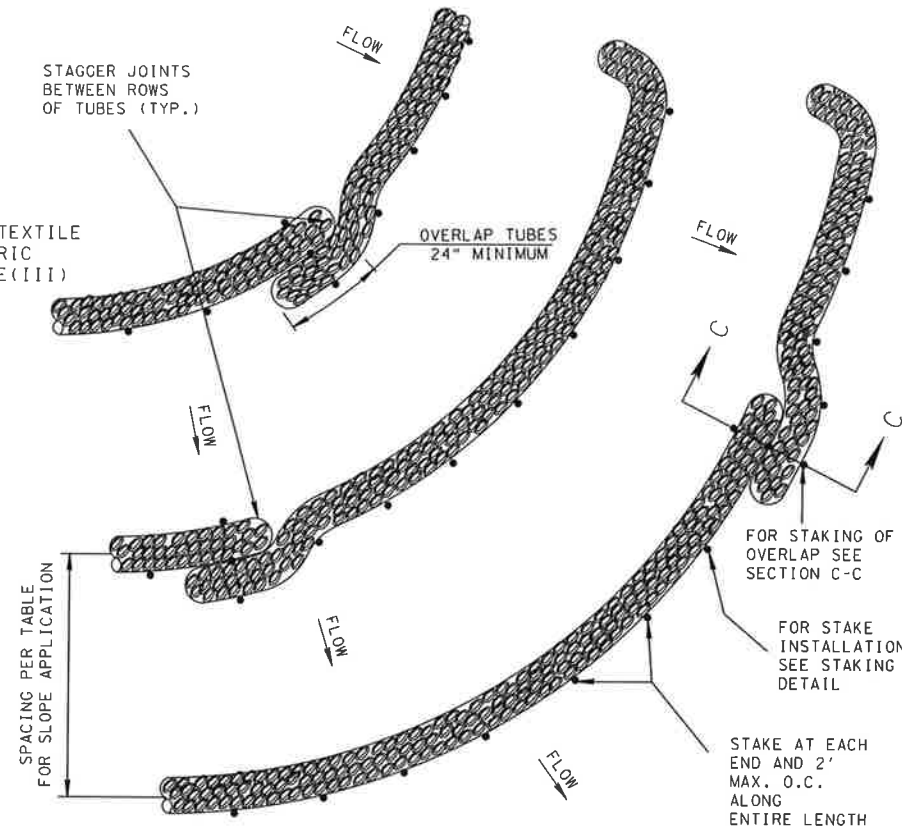 FLOW
STAGGER JOINTS
BETWEEN ROWS
OF TUBES (TYP.)
TEXTILE
RIC
E(III)
OVERLAP TUBES
24" MINIMUM
FLOW
C
C
FLOW
FOR STAKING OF
OVERLAP SEE
SECTION C-C
SPACING PER TABLE
FOR SLOPE APPLICATION
FLOW
FOR STAKE
INSTALLATION
SEE STAKING
DETAIL
FLOW
STAKE AT EACH
END AND 2'
MAX. O.C.
ALONG
ENTIRE LENGTH